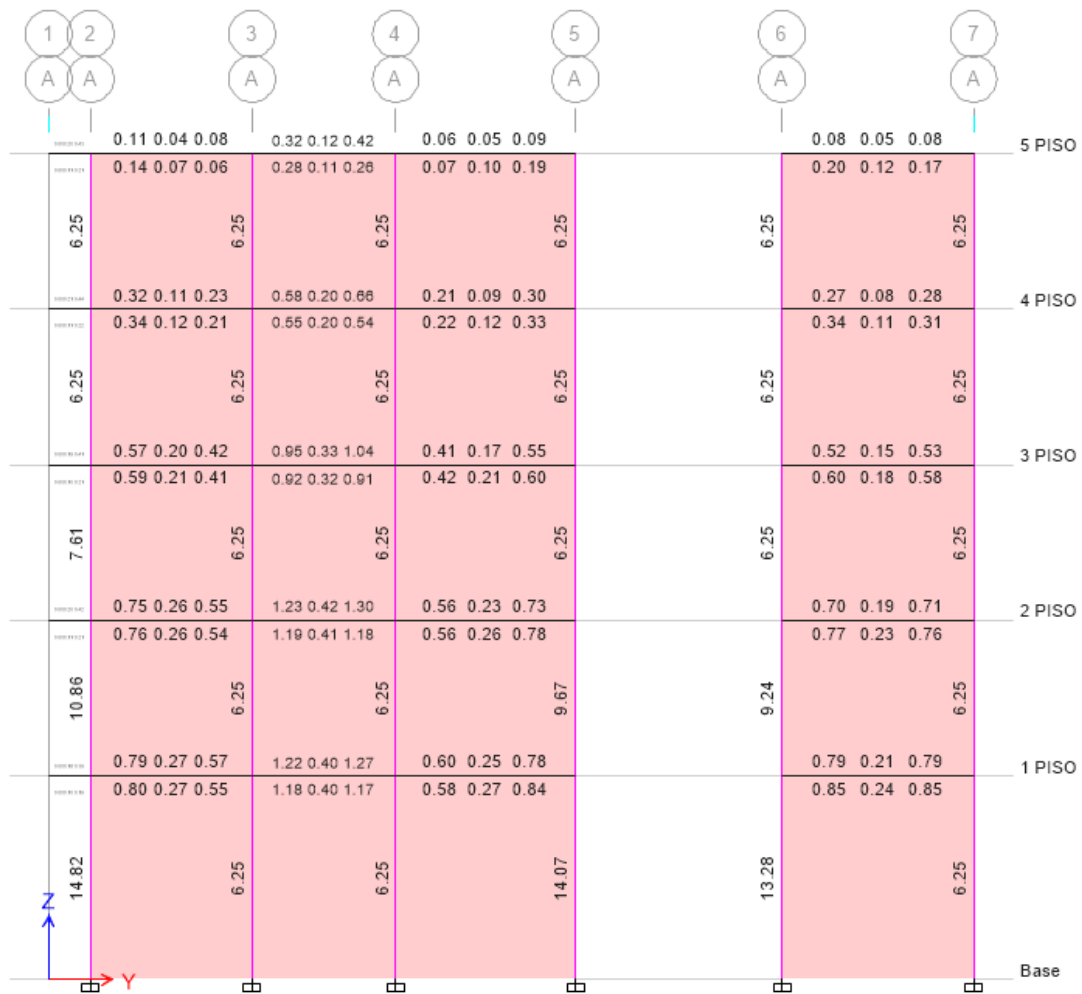 1 2 3 4 5 6 7
A A A A A A A
0.11 0.04 0.08 0.32 0.12 0.42 0.06 0.05 0.09 0.08 0.05 0.08
5 PISO
0.14 0.07 0.06 0.28 0.11 0.26 0.07 0.10 0.19 0.20 0.12 0.17
6.25 6.25 6.25 6.25 6.25 6.25
0.32 0.11 0.23 0.58 0.20 0.66 0.21 0.09 0.30 0.27 0.08 0.28
4 PISO
0.34 0.12 0.21 0.55 0.20 0.54 0.22 0.12 0.33 0.34 0.11 0.31
6.25 6.25 6.25 6.25 6.25 6.25
0.57 0.20 0.42 0.95 0.33 1.04 0.41 0.17 0.55 0.52 0.15 0.53
3 PISO
0.59 0.21 0.41 0.92 0.32 0.91 0.42 0.21 0.60 0.60 0.18 0.58
7.61 6.25 6.25 6.25 6.25 6.25
0.75 0.26 0.55 1.23 0.42 1.30 0.56 0.23 0.73 0.70 0.19 0.71
2 PISO
0.76 0.26 0.54 1.19 0.41 1.18 0.56 0.26 0.78 0.77 0.23 0.76
10.86 6.25 6.25 9.67 9.24 6.25
0.79 0.27 0.57 1.22 0.40 1.27 0.60 0.25 0.78 0.79 0.21 0.79
1 PISO
0.80 0.27 0.55 1.18 0.40 1.17 0.58 0.27 0.84 0.85 0.24 0.85
14.82 6.25 6.25 14.07 13.28 6.25
Z
Y
Base